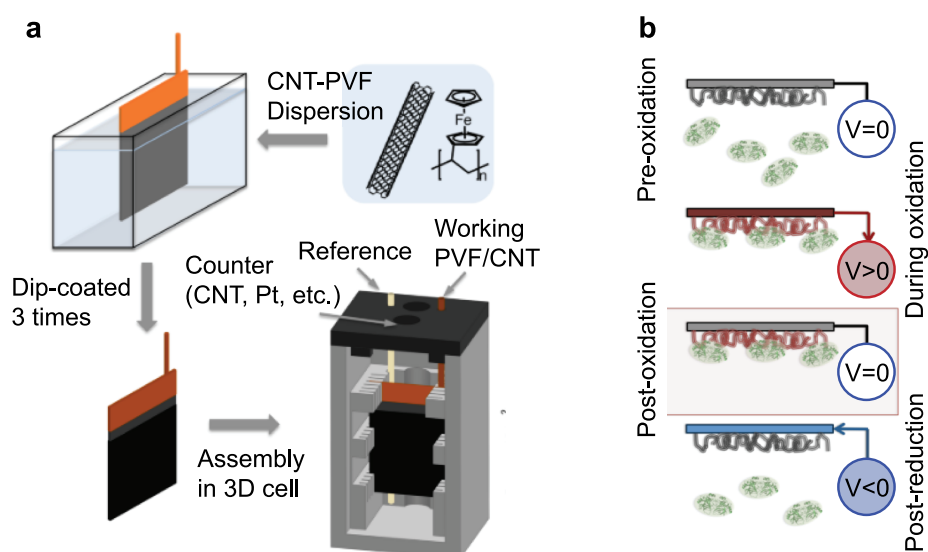 a
CNT-PVF
Dispersion
Fe
n
Dip-coated
3 times
Reference
Working
PVF/CNT
Counter
(CNT, Pt, etc.)
Assembly
in 3D cell
b
Pre-oxidation
V=0
During oxidation
V>0
Post-oxidation
V=0
Post-reduction
V<0